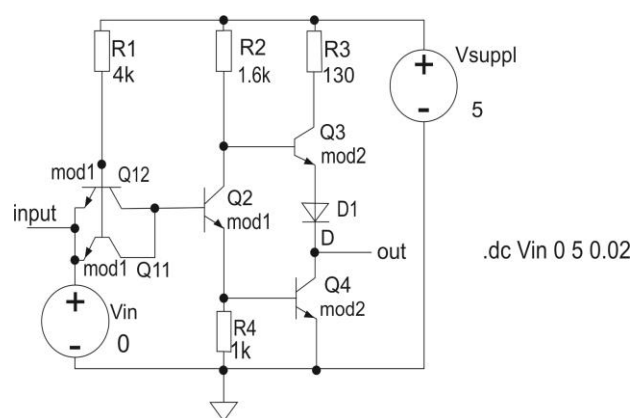 R1
4k
R2
1.6k
R3
130
Vsuppl
+
-
5
Q3
mod2
mod1
Q12
Q2
mod1
D1
D
input
out
.dc Vin 0 5 0.02
mod1
Q11
Q4
mod2
+
Vin
-
0
R4
1k